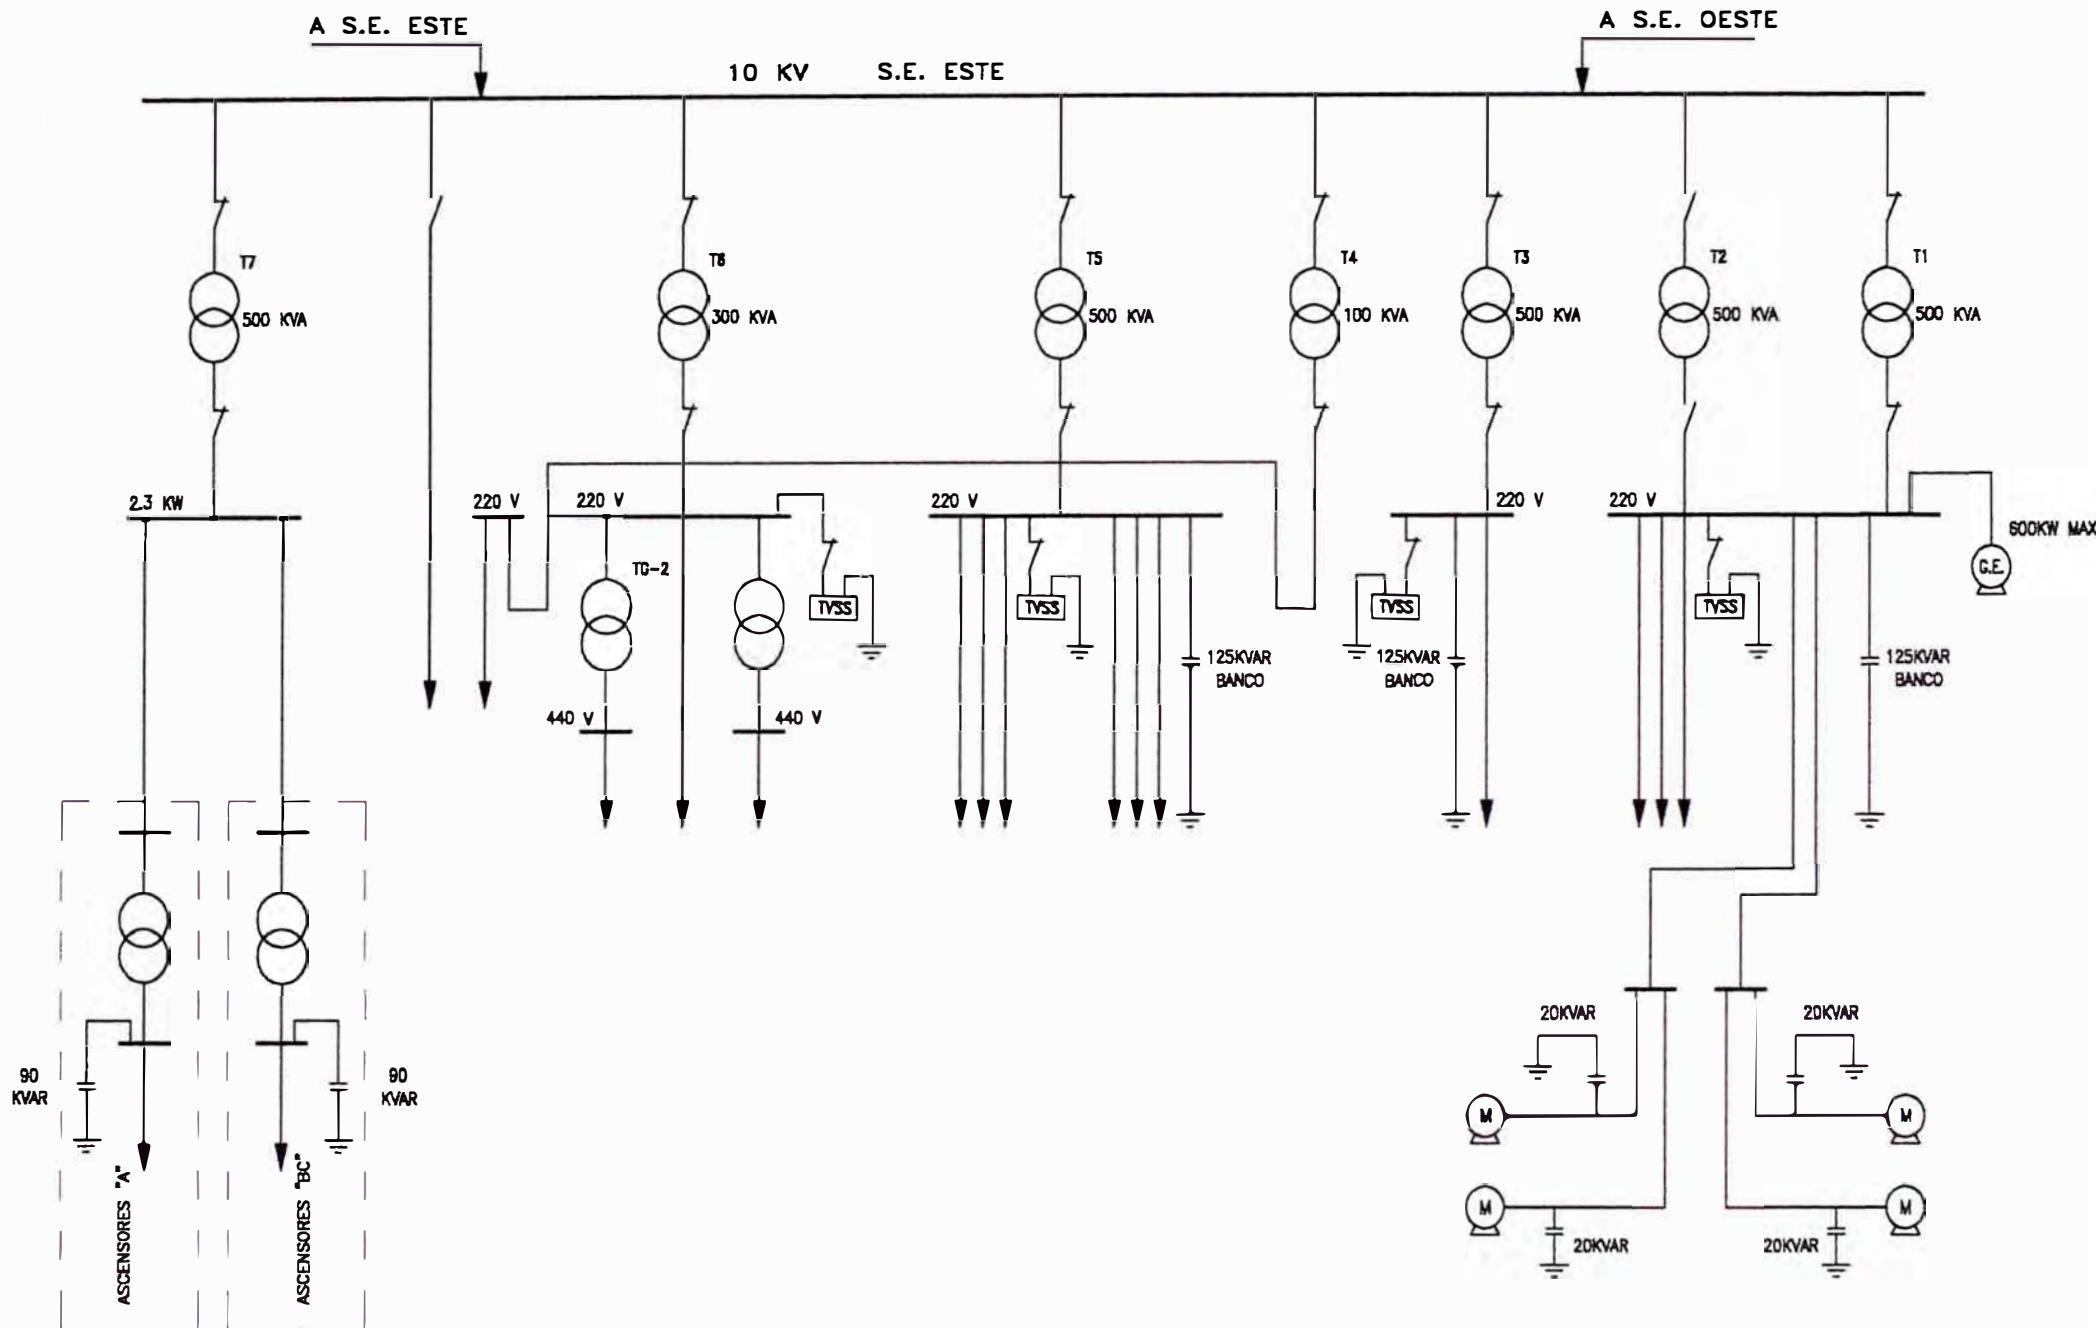 A S.E. ESTE
A S.E. OESTE
10 KV S.E. ESTE
T7
T6
T5
T4
T3
T2
T1
500 KVA
300 KVA
500 KVA
100 KVA
500 KVA
500 KVA
500 KVA
2.3 KW
220 V
220 V
220 V
220 V
220 V
600KW MAX
G.E.
TG-2
TVSS
TVSS
TVSS
TVSS
125KVAR
BANCO
125KVAR
BANCO
125KVAR
BANCO
440 V
440 V
20KVAR
20KVAR
90
KVAR
90
KVAR
M
M
ASCENSORES "A"
ASCENSORES "BC"
M
M
20KVAR
20KVAR